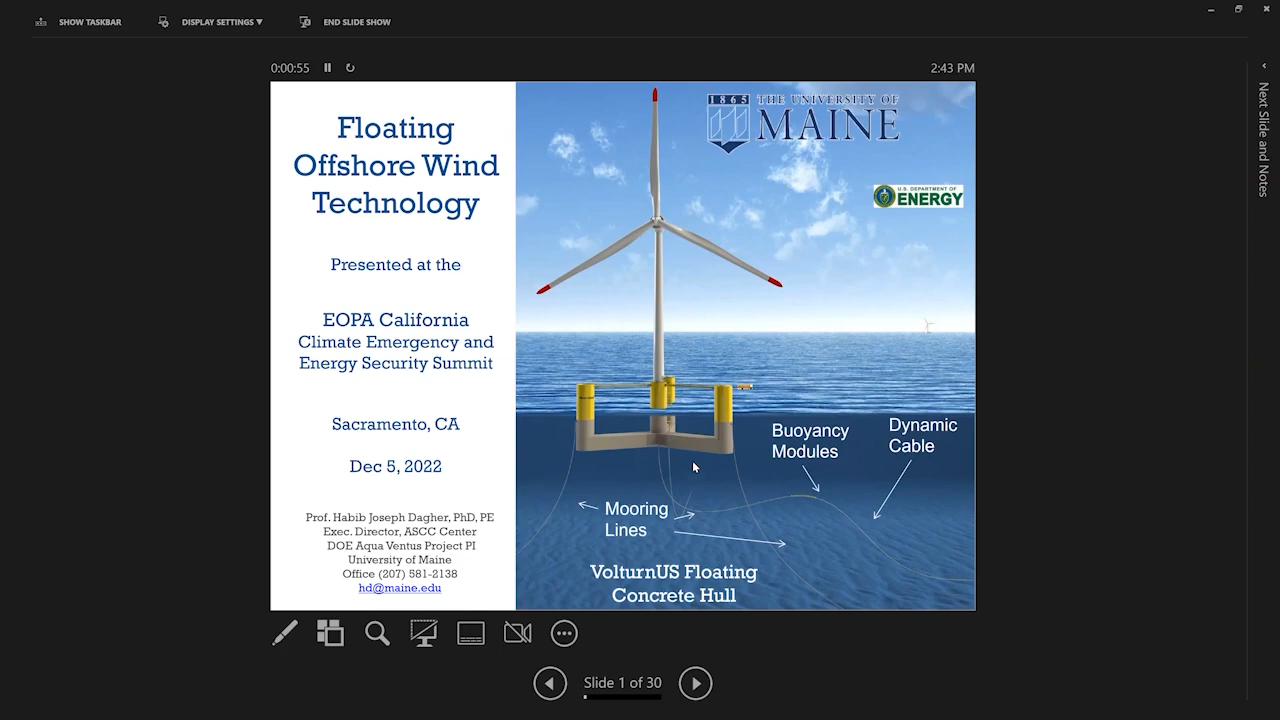 SHOW TASKBAR
DISPLAY SETTINGS ▼
END SLIDE SHOW
0:00:55
2:43 PM
Next Slide and Notes
Floating
Offshore Wind
Technology
Presented at the
EOPA California
Climate Emergency and
Energy Security Summit
Sacramento, CA
Dec 5, 2022
Prof. Habib Joseph Dagher, PhD, PE
Exec. Director, ASCC Center
DOE Aqua Ventus Project PI
University of Maine
Office (207) 581-2138
hd@maine.edu
1865
THE UNIVERSITY OF
MAINE
U.S. DEPARTMENT OF
ENERGY
Buoyancy
Modules
Dynamic
Cable
Mooring
Lines
VolturnUS Floating
Concrete Hull
Slide 1 of 30